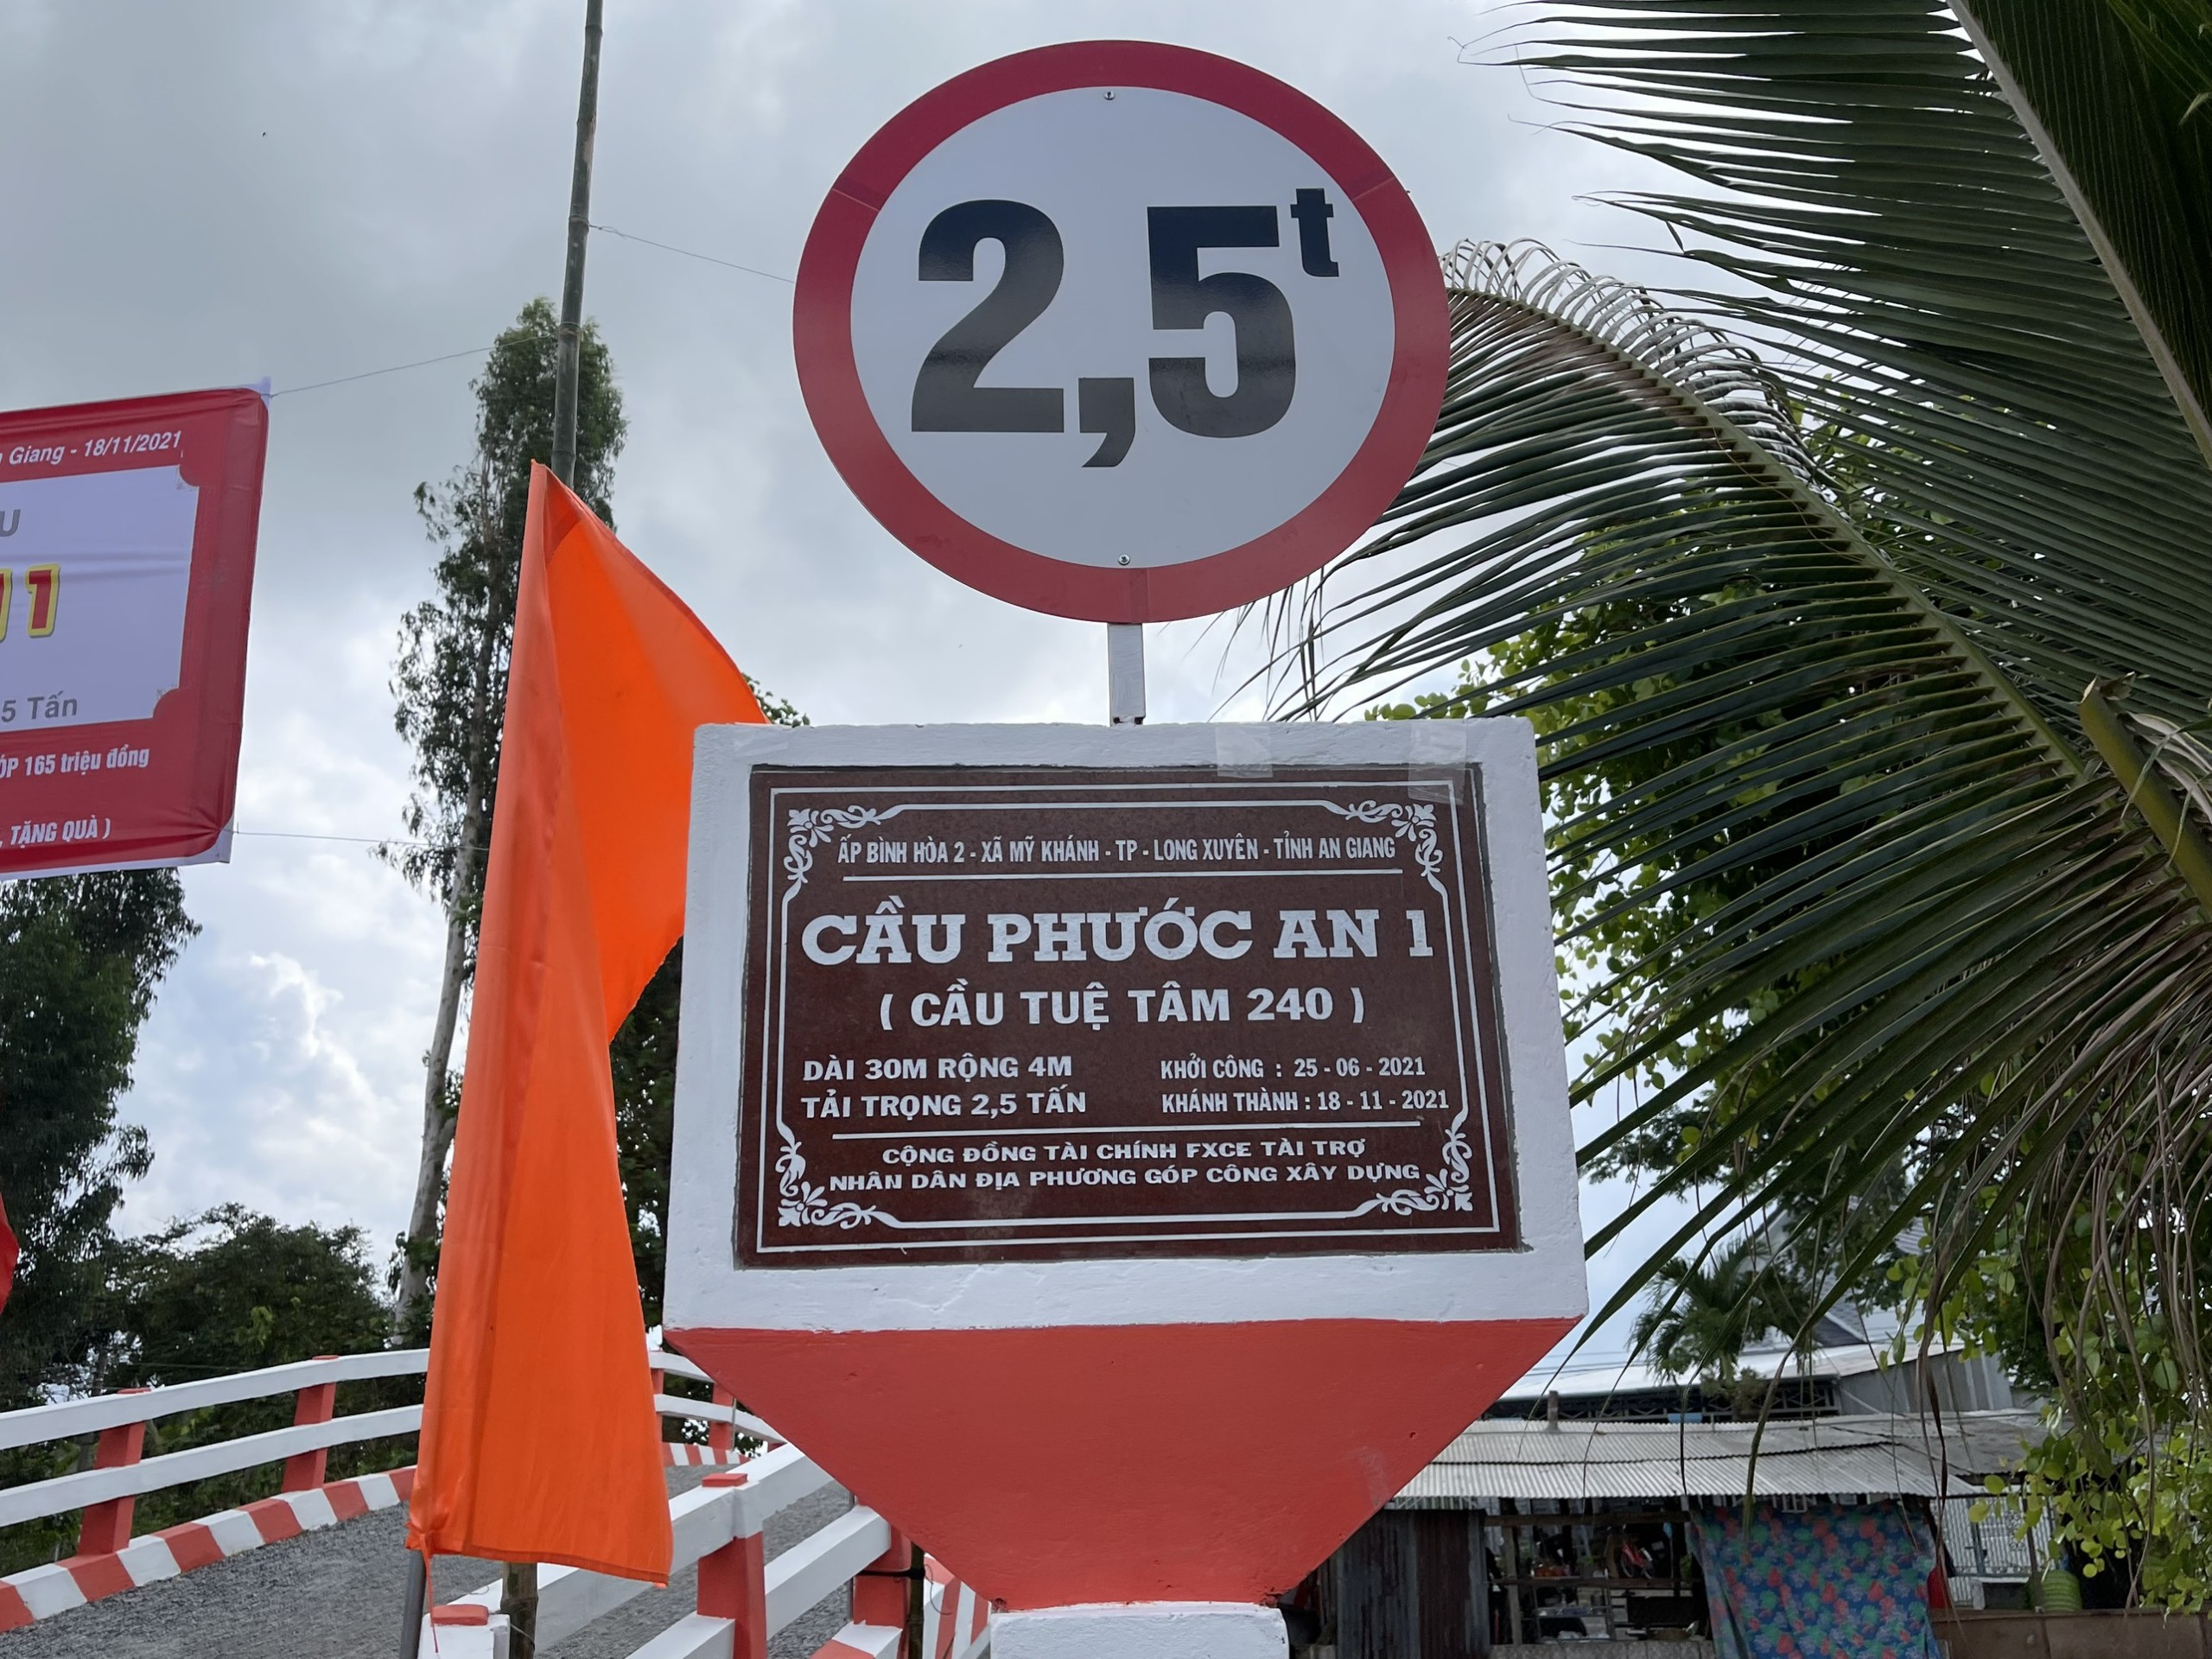 2,5t
Giang - 18/11/2021
1
5 Tấn
165 triệu đồng
, TẶNG QUÀ )
ẤP BÌNH HÒA 2 - XÃ MỸ KHÁNH - TP - LONG XUYÊN - TỈNH AN GIANG
CẦU PHƯỚC AN 1
( CẦU TUỆ TÂM 240 )
DÀI 30M RỘNG 4M
TẢI TRỌNG 2,5 TẤN
KHỞI CÔNG : 25 - 06 - 2021
KHÁNH THÀNH : 18 - 11 - 2021
CỘNG ĐỒNG TÀI CHÍNH FXCE TÀI TRỢ
NHÂN DÂN ĐỊA PHƯƠNG GÓP CÔNG XÂY DỰNG